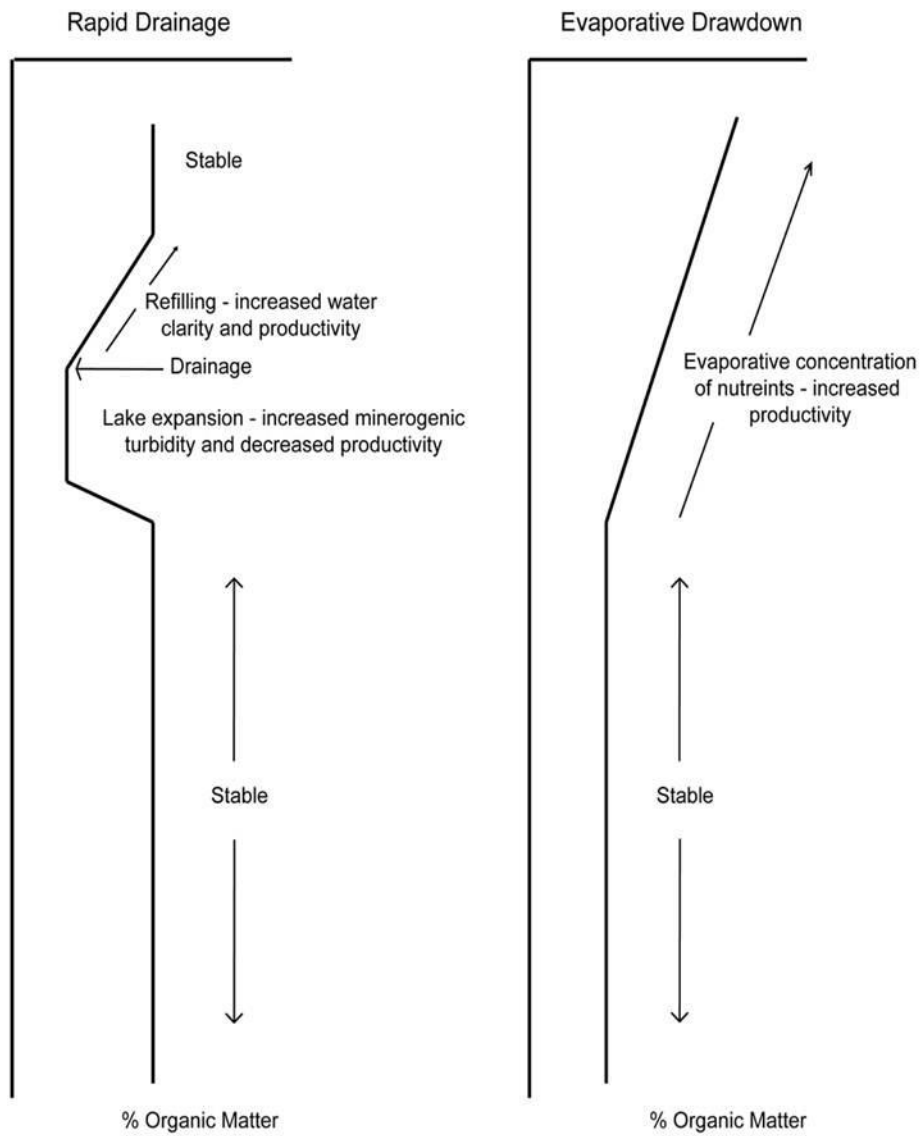 Rapid Drainage
Stable
Refilling - increased water
clarity and productivity
Drainage
Lake expansion - increased minerogenic
turbidity and decreased productivity
Stable
% Organic Matter
Evaporative Drawdown
Evaporative concentration
of nutreints - increased
productivity
Stable
% Organic Matter